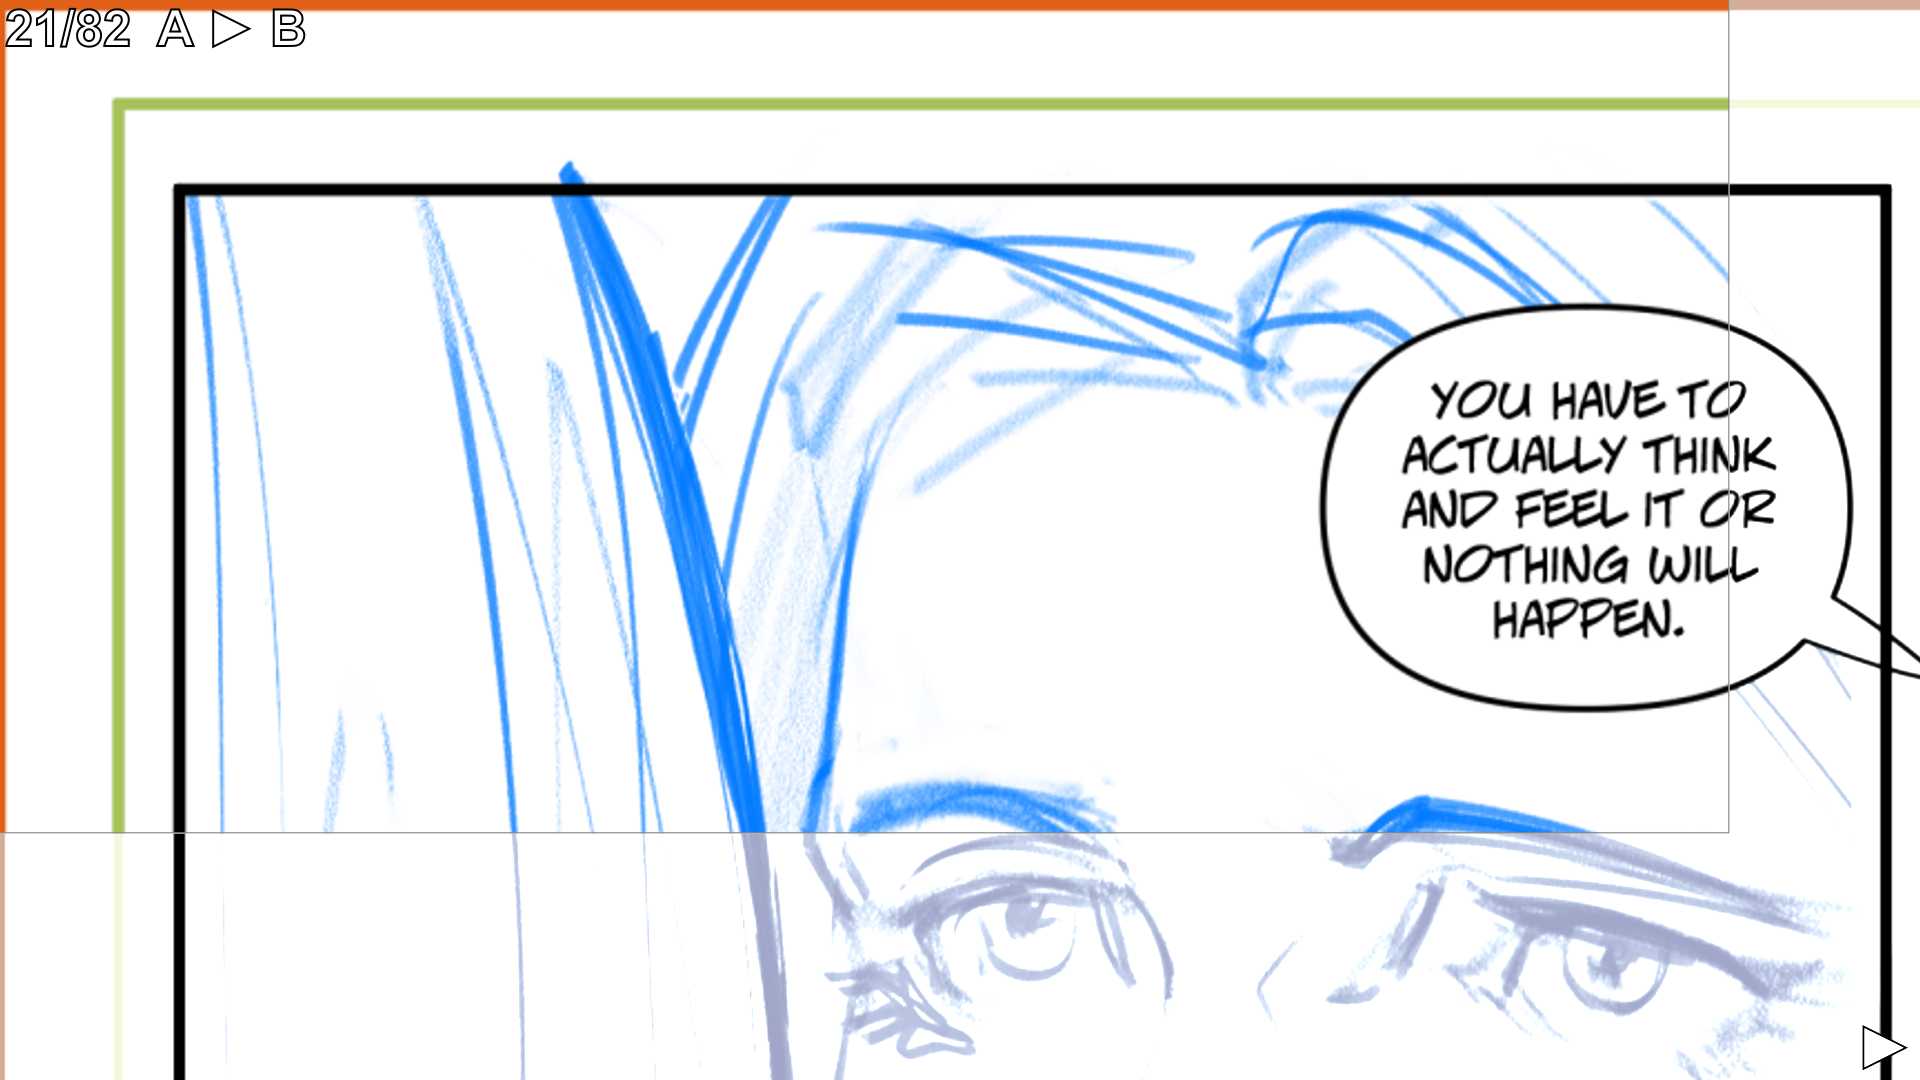 21/82 A ▷ B
YOU HAVE TO
ACTUALLY THINK
AND FEEL IT OR
NOTHING WILL
HAPPEN.